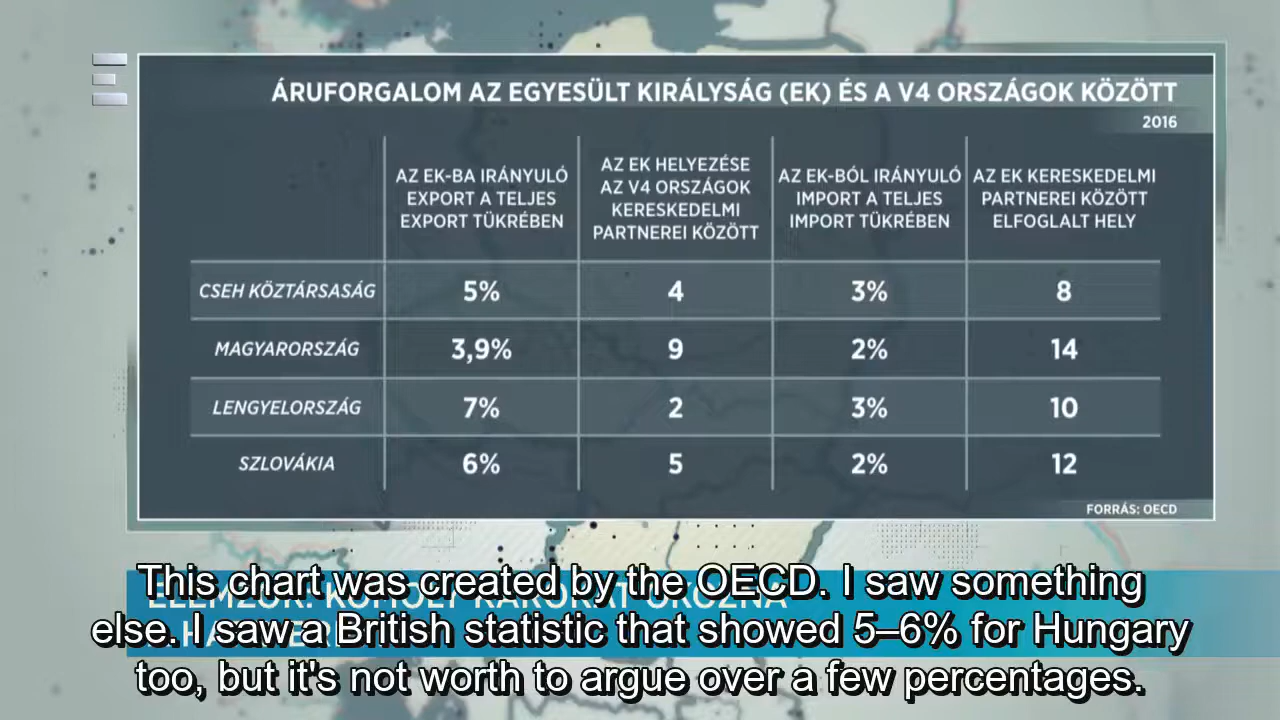 ÁRUFORGALOM AZ EGYESÜLT KIRÁLYSÁG (EK) ÉS A V4 ORSZÁGOK KÖZÖTT
2016
AZ EK-BA IRÁNYULÓ
EXPORT A TELJES
EXPORT TÜKRÉBEN
AZ EK HELYEZÉSE
AZ V4 ORSZÁGOK
KERESKEDELMI
PARTNEREI KÖZÖTT
AZ EK-BÓL IRÁNYULÓ
IMPORT A TELJES
IMPORT TÜKRÉBEN
AZ EK KERESKEDELMI
PARTNEREI KÖZÖTT
ELFOGLALT HELY
CSEH KÖZTÁRSASÁG 5% 4 3% 8
MAGYARORSZÁG 3,9% 9 2% 14
LENGYELORSZÁG 7% 2 3% 10
SZLOVÁKIA 6% 5 2% 12
FORRÁS: OECD
This chart was created by the OECD. I saw something
else. I saw a British statistic that showed 5–6% for Hungary
too, but it's not worth to argue over a few percentages.